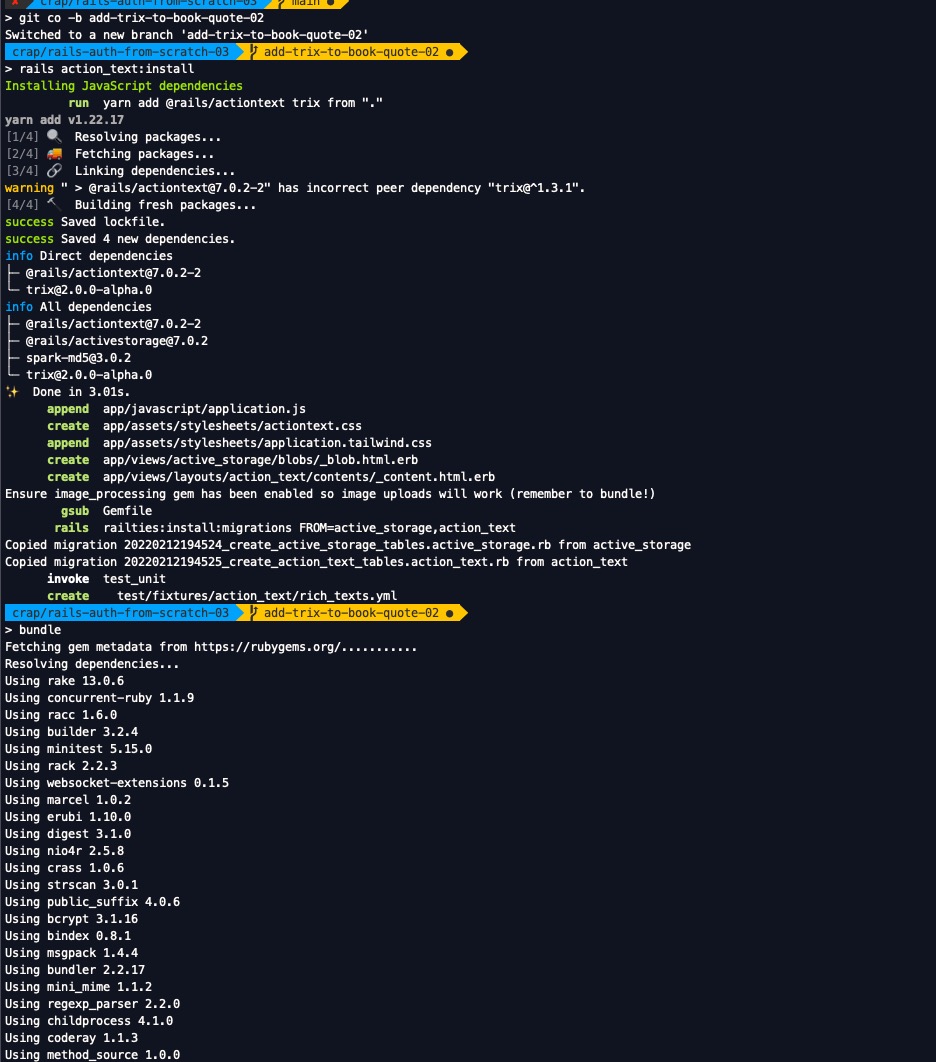 crap/rails-auth-from-scratch-03 main ●
> git co -b add-trix-to-book-quote-02
Switched to a new branch 'add-trix-to-book-quote-02'
crap/rails-auth-from-scratch-03 add-trix-to-book-quote-02 ●
> rails action_text:install
Installing JavaScript dependencies
run yarn add @rails/actiontext trix from "."
yarn add v1.22.17
[1/4] 🔍 Resolving packages...
[2/4] 🚚 Fetching packages...
[3/4] 🔗 Linking dependencies...
warning " > @rails/actiontext@7.0.2-2" has incorrect peer dependency "trix@^1.3.1".
[4/4] 🔨 Building fresh packages...
success Saved lockfile.
success Saved 4 new dependencies.
info Direct dependencies
├─ @rails/actiontext@7.0.2-2
└─ trix@2.0.0-alpha.0
info All dependencies
├─ @rails/actiontext@7.0.2-2
├─ @rails/activestorage@7.0.2
├─ spark-md5@3.0.2
└─ trix@2.0.0-alpha.0
✨ Done in 3.01s.
append app/javascript/application.js
create app/assets/stylesheets/actiontext.css
append app/assets/stylesheets/application.tailwind.css
create app/views/active_storage/blobs/_blob.html.erb
create app/views/layouts/action_text/contents/_content.html.erb
Ensure image_processing gem has been enabled so image uploads will work (remember to bundle!)
gsub Gemfile
rails railties:install:migrations FROM=active_storage,action_text
Copied migration 20220212194524_create_active_storage_tables.active_storage.rb from active_storage
Copied migration 20220212194525_create_action_text_tables.action_text.rb from action_text
invoke test_unit
create test/fixtures/action_text/rich_texts.yml
crap/rails-auth-from-scratch-03 add-trix-to-book-quote-02 ●
> bundle
Fetching gem metadata from https://rubygems.org/...........
Resolving dependencies...
Using rake 13.0.6
Using concurrent-ruby 1.1.9
Using racc 1.6.0
Using builder 3.2.4
Using minitest 5.15.0
Using rack 2.2.3
Using websocket-extensions 0.1.5
Using marcel 1.0.2
Using erubi 1.10.0
Using digest 3.1.0
Using nio4r 2.5.8
Using crass 1.0.6
Using strscan 3.0.1
Using public_suffix 4.0.6
Using bcrypt 3.1.16
Using bindex 0.8.1
Using msgpack 1.4.4
Using bundler 2.2.17
Using mini_mime 1.1.2
Using regexp_parser 2.2.0
Using childprocess 4.1.0
Using coderay 1.1.3
Using method_source 1.0.0